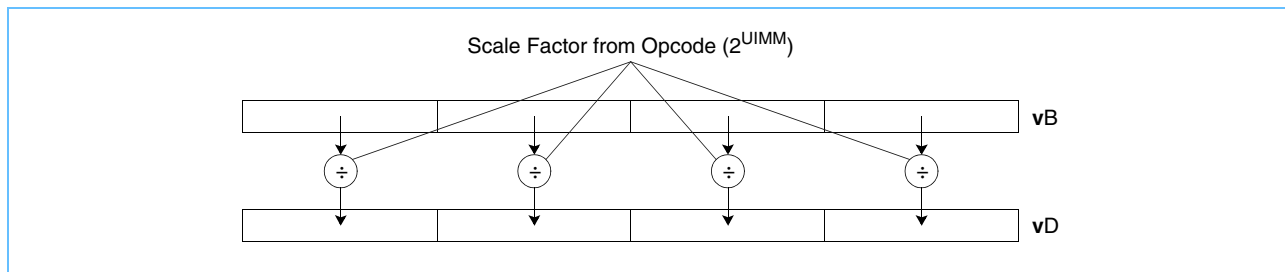 Scale Factor from Opcode (2^UIMM)
vB
÷ ÷ ÷ ÷
vD